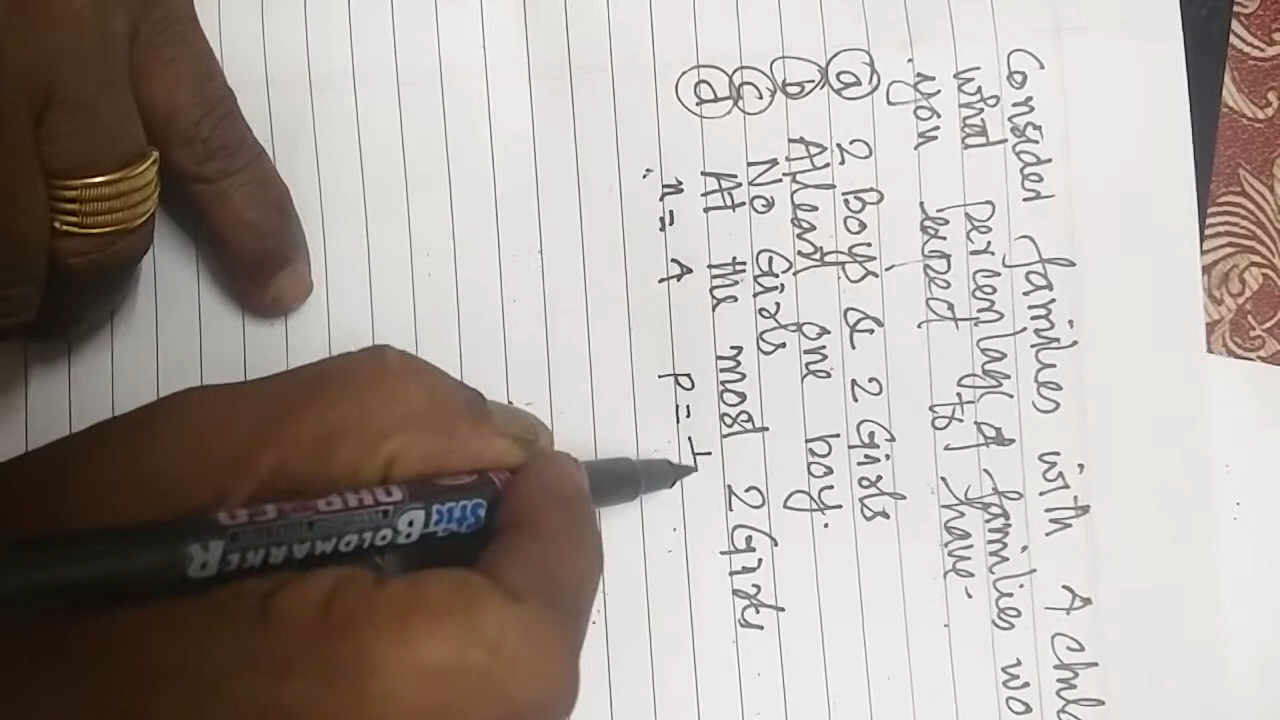 Consider families with 4 chil
what percentage of families wo
you expect to have-
(a) 2 Boys & 2 Girls
(b) Atleast one boy.
(c) No Girls
(d) At the most 2 Girls
∴ n = 4 p = 1
BOLDMARKER